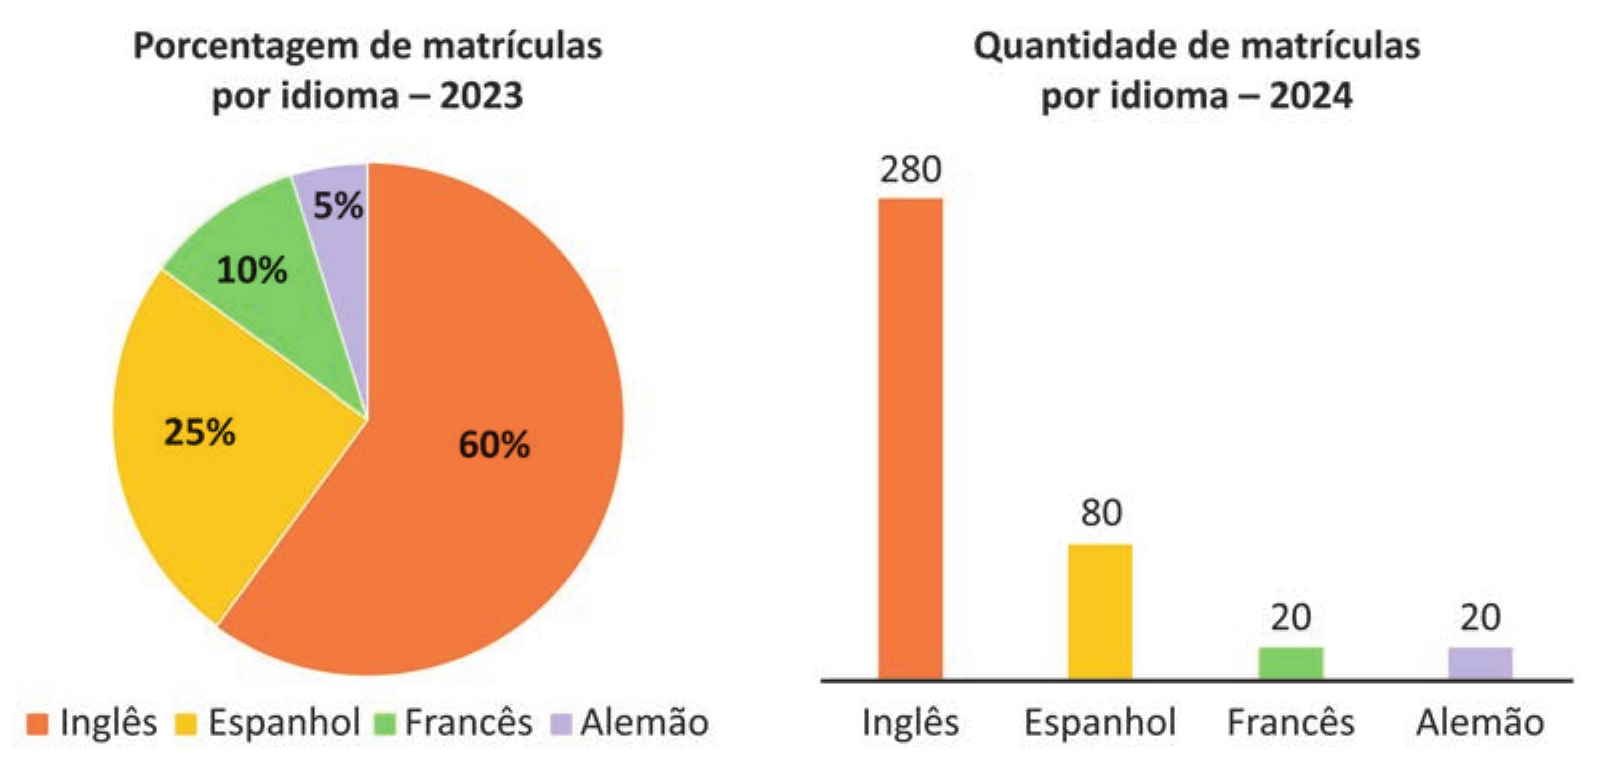 Porcentagem de matrículas
por idioma – 2023
5%
10%
25%
60%
Inglês Espanhol Francês Alemão
Quantidade de matrículas
por idioma – 2024
280
80
20 20
Inglês Espanhol Francês Alemão